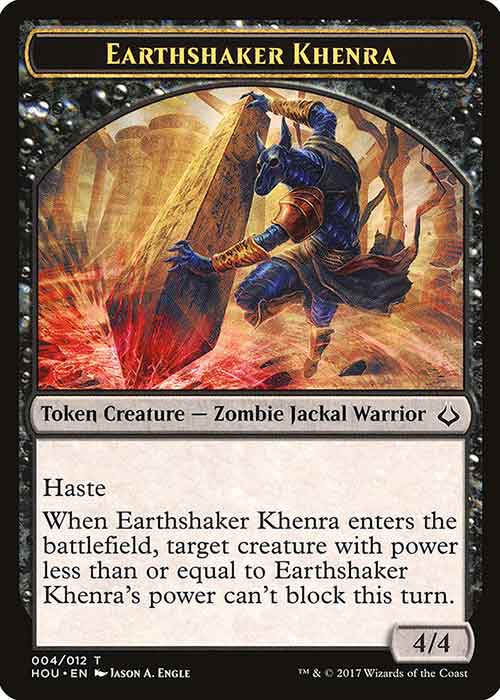 Earthshaker Khenra
Token Creature — Zombie Jackal Warrior
Haste
When Earthshaker Khenra enters the
battlefield, target creature with power
less than or equal to Earthshaker
Khenra's power can't block this turn.
4/4
004/012 T
HOU • EN Jason A. Engle
™ & © 2017 Wizards of the Coast